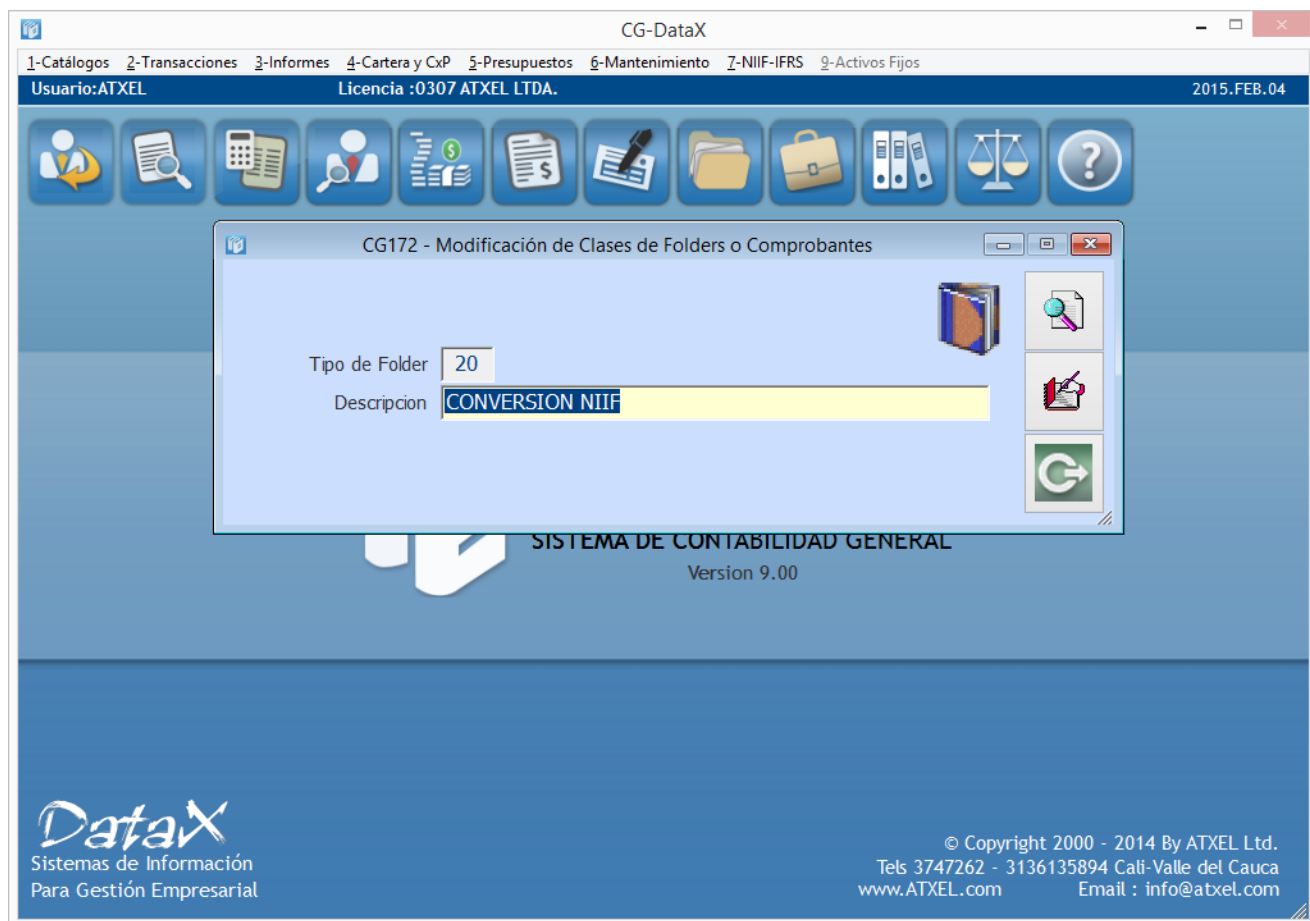 CG-DataX
1-Catálogos 2-Transacciones 3-Informes 4-Cartera y CxP 5-Presupuestos 6-Mantenimiento 7-NIIF-IFRS 9-Activos Fijos
Usuario:ATXEL Licencia :0307 ATXEL LTDA. 2015.FEB.04
CG172 - Modificación de Clases de Folders o Comprobantes
Tipo de Folder 20
Descripcion CONVERSION NIIF
SISTEMA DE CONTABILIDAD GENERAL
Version 9.00
DataX
Sistemas de Información
Para Gestión Empresarial
© Copyright 2000 - 2014 By ATXEL Ltd.
Tels 3747262 - 3136135894 Cali-Valle del Cauca
www.ATXEL.com Email : info@atxel.com